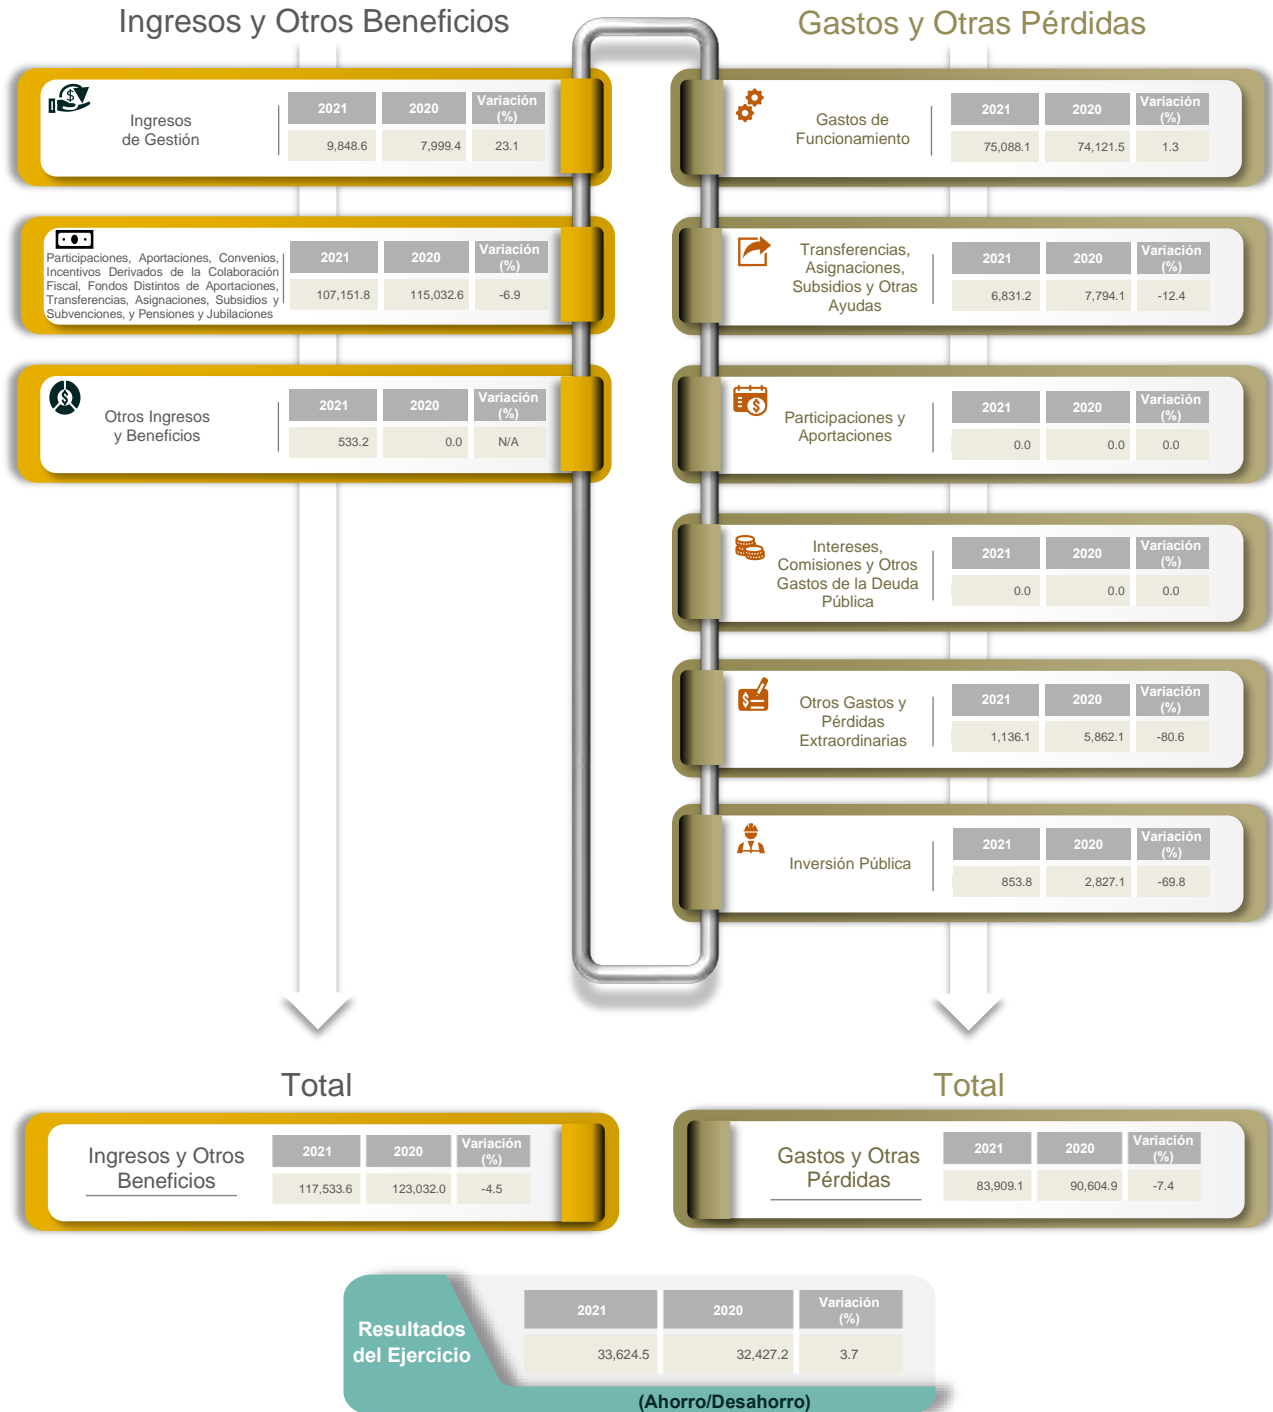 Ingresos y Otros Beneficios
Ingresos
de Gestión
2021 2020 Variación
(%)
9,848.6 7,999.4 23.1
Participaciones, Aportaciones, Convenios,
Incentivos Derivados de la Colaboración
Fiscal, Fondos Distintos de Aportaciones,
Transferencias, Asignaciones, Subsidios y
Subvenciones, y Pensiones y Jubilaciones
2021 2020 Variación
(%)
107,151.8 115,032.6 -6.9
Otros Ingresos
y Beneficios
2021 2020 Variación
(%)
533.2 0.0 N/A
Gastos y Otras Pérdidas
Gastos de
Funcionamiento
2021 2020 Variación
(%)
75,088.1 74,121.5 1.3
Transferencias,
Asignaciones,
Subsidios y Otras
Ayudas
2021 2020 Variación
(%)
6,831.2 7,794.1 -12.4
Participaciones y
Aportaciones
2021 2020 Variación
(%)
0.0 0.0 0.0
Intereses,
Comisiones y Otros
Gastos de la Deuda
Pública
2021 2020 Variación
(%)
0.0 0.0 0.0
Otros Gastos y
Pérdidas
Extraordinarias
2021 2020 Variación
(%)
1,136.1 5,862.1 -80.6
Inversión Pública
2021 2020 Variación
(%)
853.8 2,827.1 -69.8
Total
Ingresos y Otros
Beneficios
2021 2020 Variación
(%)
117,533.6 123,032.0 -4.5
Total
Gastos y Otras
Pérdidas
2021 2020 Variación
(%)
83,909.1 90,604.9 -7.4
Resultados
del Ejercicio
2021 2020 Variación
(%)
33,624.5 32,427.2 3.7
(Ahorro/Desahorro)